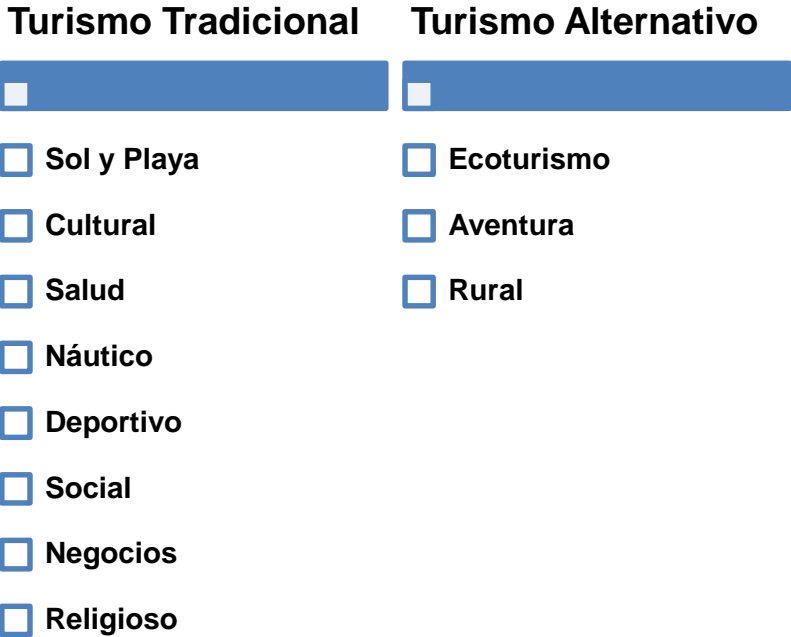 Turismo Tradicional
Sol y Playa
Cultural
Salud
Náutico
Deportivo
Social
Negocios
Religioso
Turismo Alternativo
Ecoturismo
Aventura
Rural